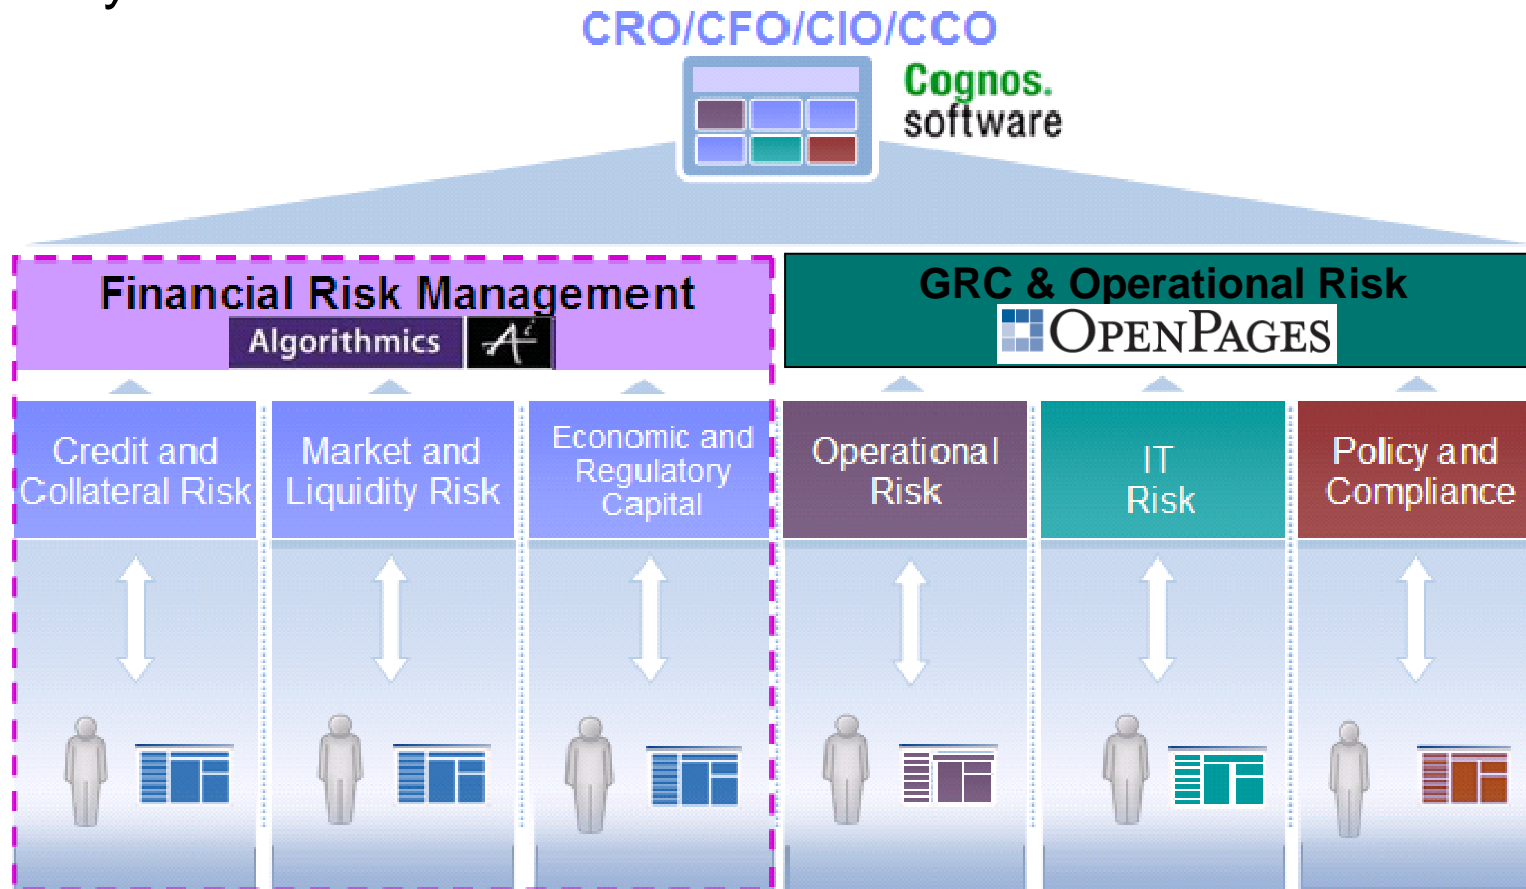 CRO/CFO/CIO/CCO
Cognos.
software
Financial Risk Management
Algorithmics
GRC & Operational Risk
OPENPAGES
Credit and
Collateral Risk
Market and
Liquidity Risk
Economic and
Regulatory
Capital
Operational
Risk
IT
Risk
Policy and
Compliance